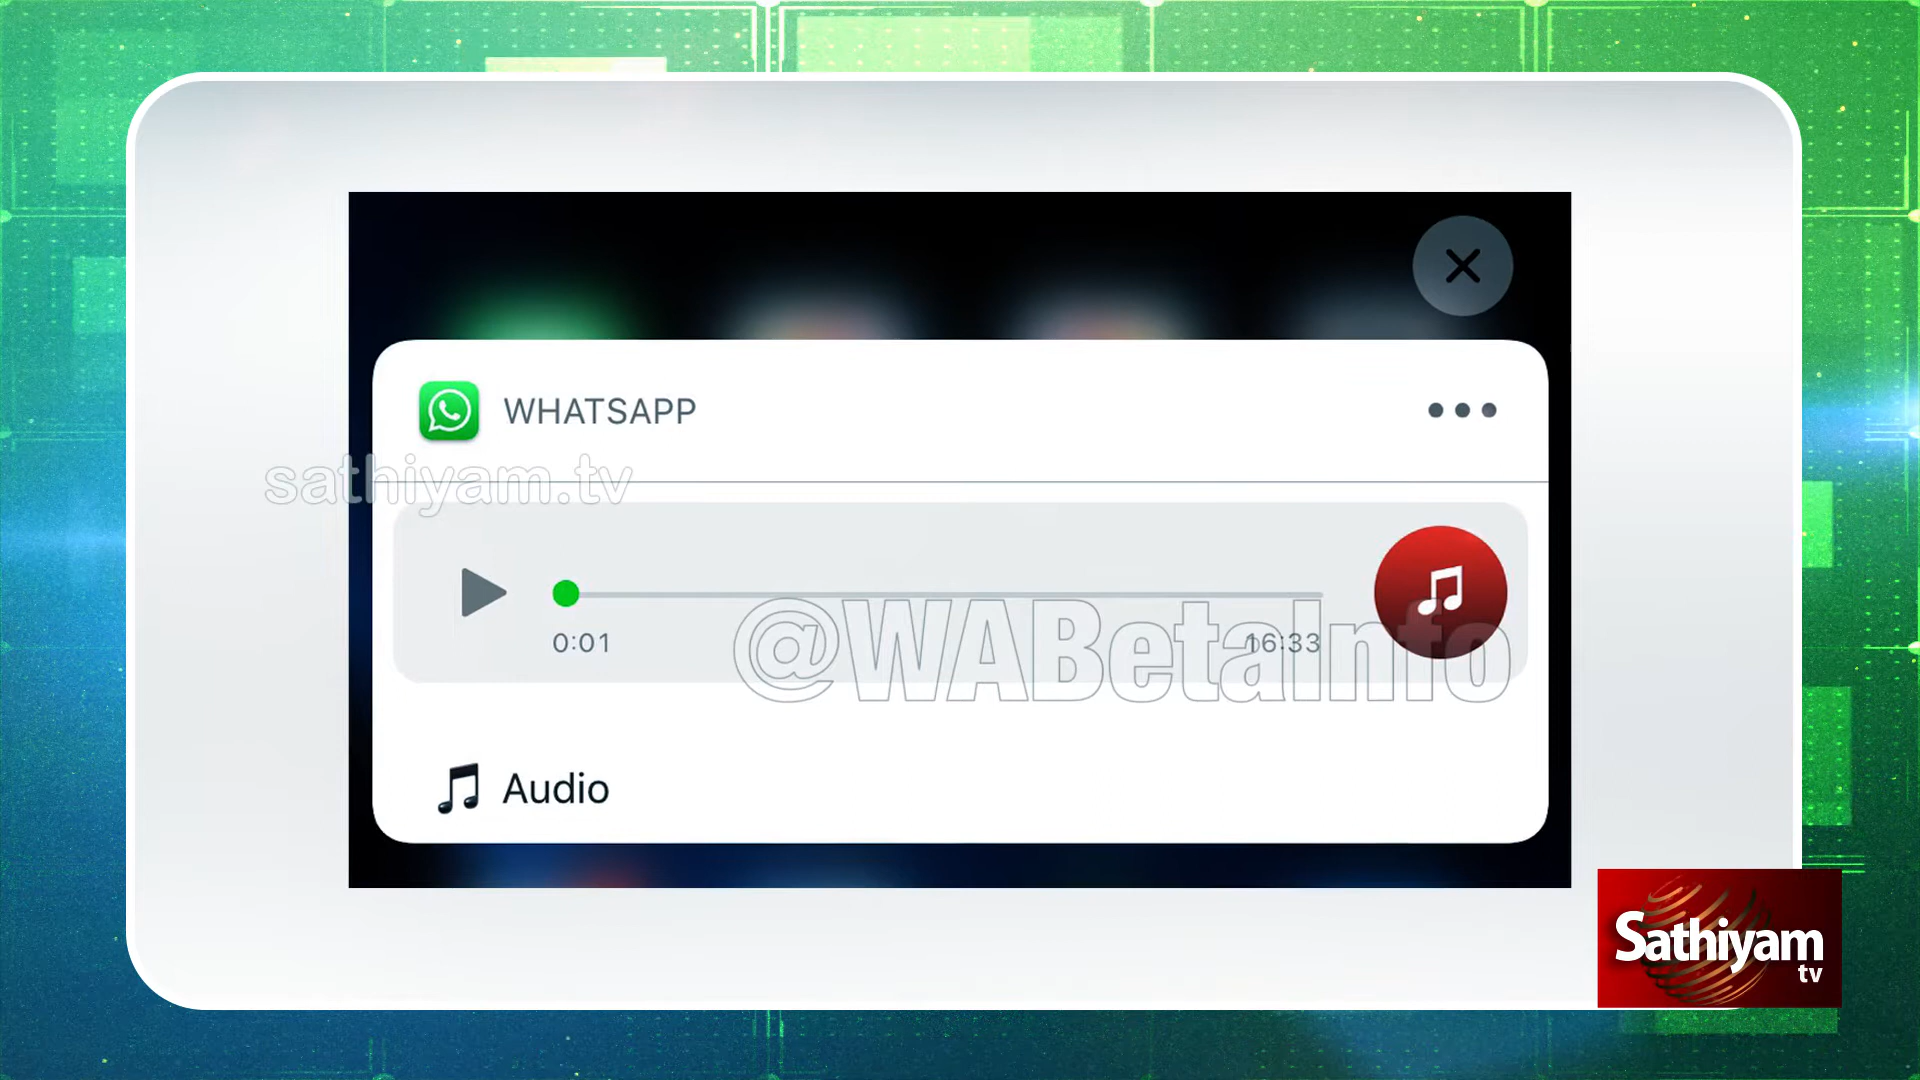 WHATSAPP
sathiyam.tv
0:01
16:33
@WABetaInfo
Audio
Sathiyam
tv